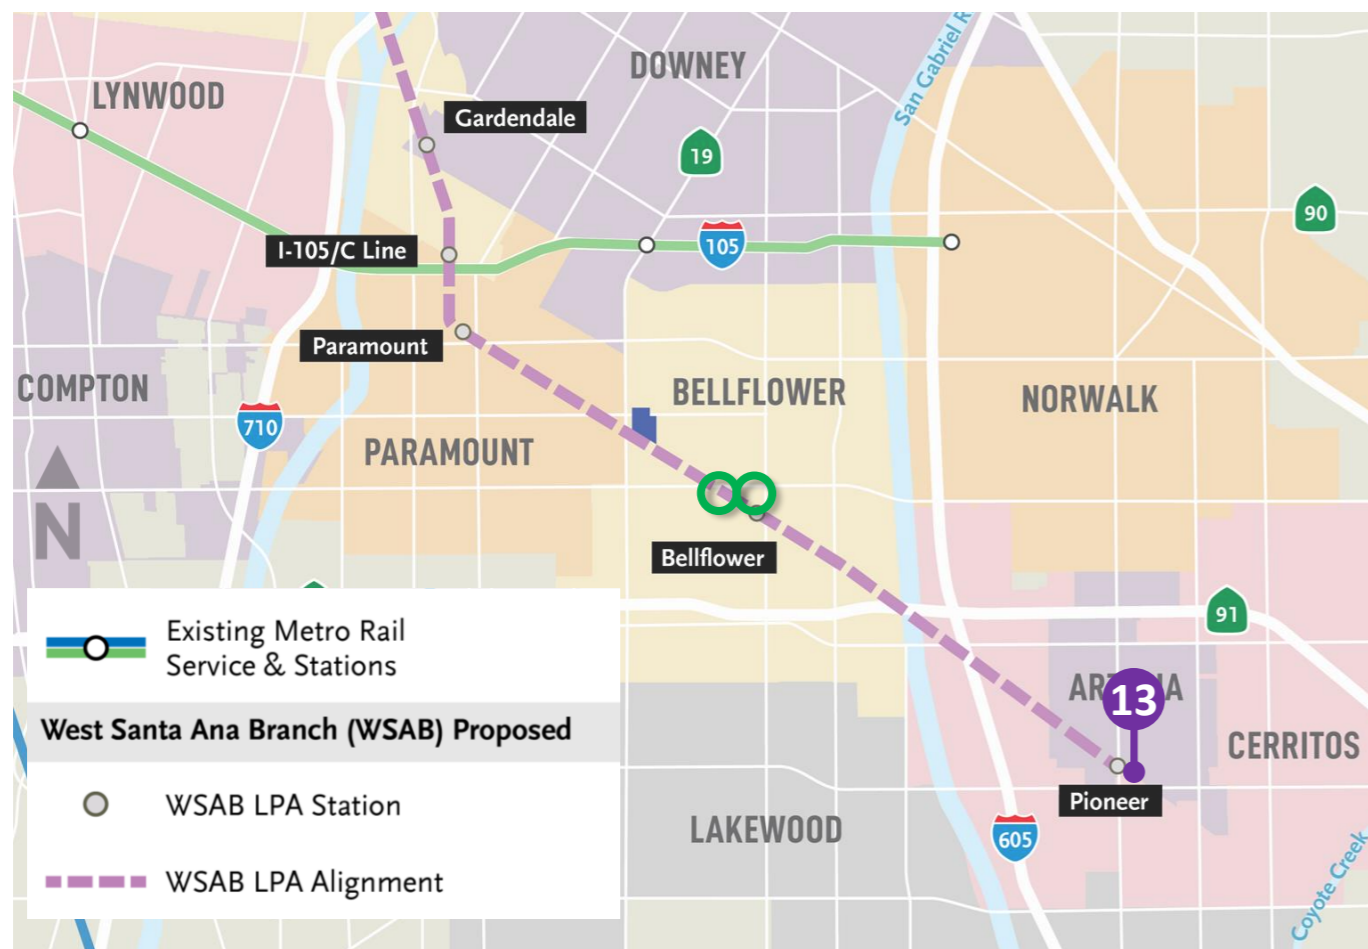 LYNWOOD
DOWNEY
San Gabriel R
Gardendale
19
90
I-105/C Line
105
Paramount
COMPTON
BELLFLOWER
NORWALK
710
PARAMOUNT
N
Bellflower
91
Existing Metro Rail
Service & Stations
West Santa Ana Branch (WSAB) Proposed
WSAB LPA Station
WSAB LPA Alignment
13
CERRITOS
Pioneer
LAKEWOOD
605
Coyote Creek